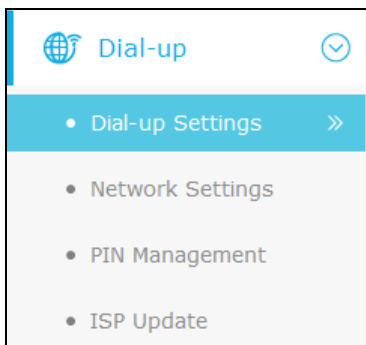 Dial-up
Dial-up Settings
Network Settings
PIN Management
ISP Update